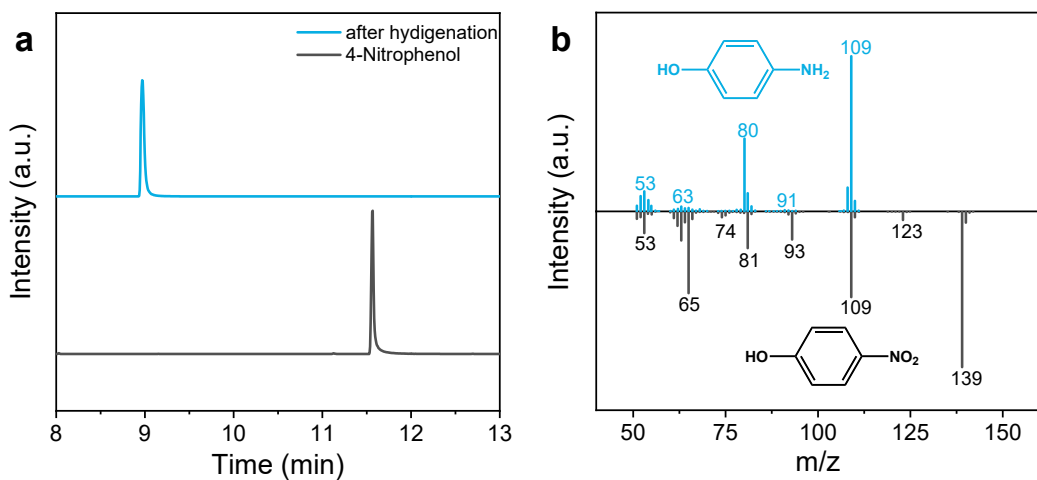 a
after hydigenation
4-Nitrophenol
Intensity (a.u.)
8 9 10 11 12 13
Time (min)
b
HO NH₂
109
80
53
63
91
53
74
123
81
93
65
109
HO NO₂
139
Intensity (a.u.)
50 75 100 125 150
m/z